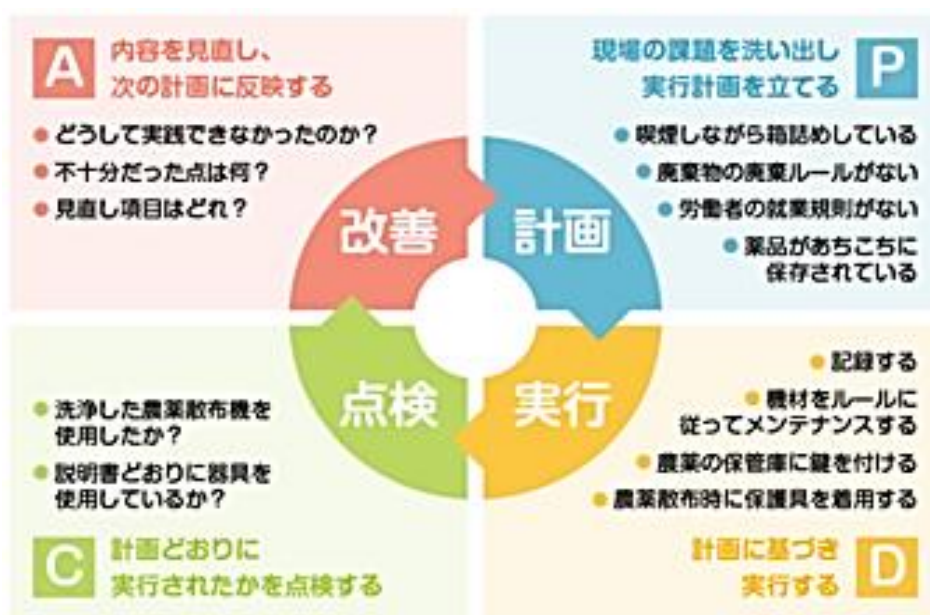 A
内容を見直し、
次の計画に反映する
● どうして実践できなかったのか？
● 不十分だった点は何？
● 見直し項目はどれ？
改善
現場の課題を洗い出し
実行計画を立てる
P
● 喫煙しながら箱詰めしている
● 廃棄物の廃棄ルールがない
● 労働者の就業規則がない
● 薬品があちこちに
保存されている
計画
点検
● 洗浄した農薬散布機を
使用したか？
● 説明書どおりに器具を
使用しているか？
C
計画どおりに
実行されたかを点検する
実行
● 記録する
● 機材をルールに
従ってメンテナンスする
● 農薬の保管庫に鍵を付ける
● 農薬散布時に保護具を着用する
計画に基づき
実行する
D